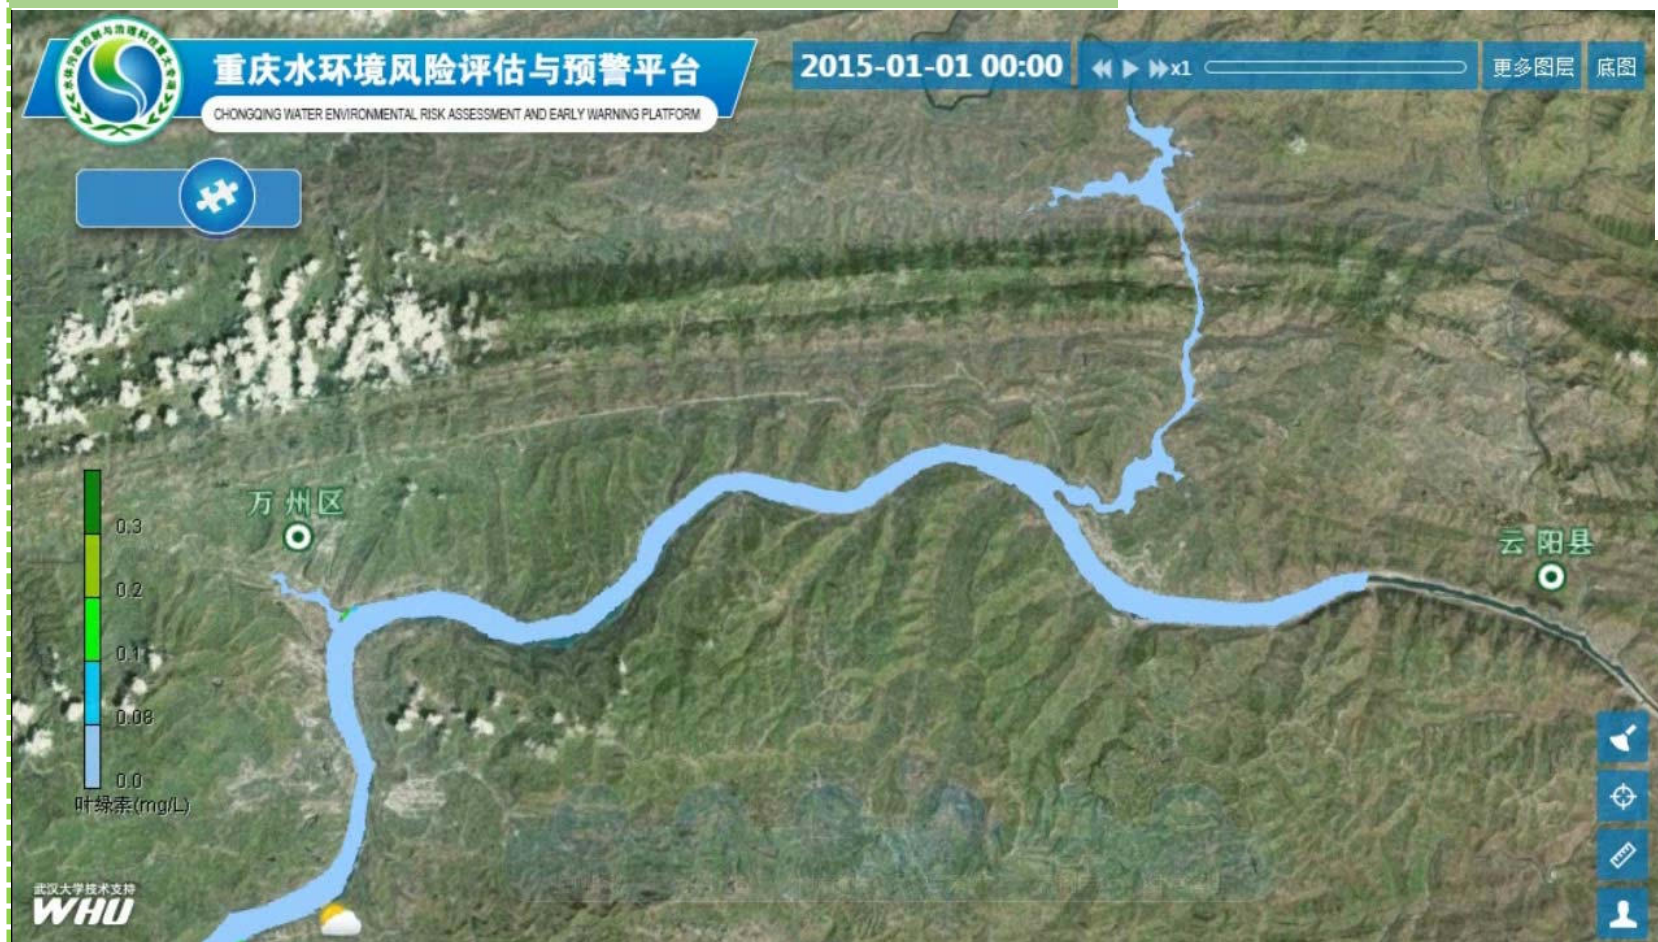 重庆水环境风险评估与预警平台
CHONGQING WATER ENVIRONMENTAL RISK ASSESSMENT AND EARLY WARNING PLATFORM
2015-01-01 00:00
x1
更多图层
底图
万州区
云阳县
0.3
0.2
0.1
0.08
0.0
叶绿素(mg/L)
武汉大学技术支持
WHU